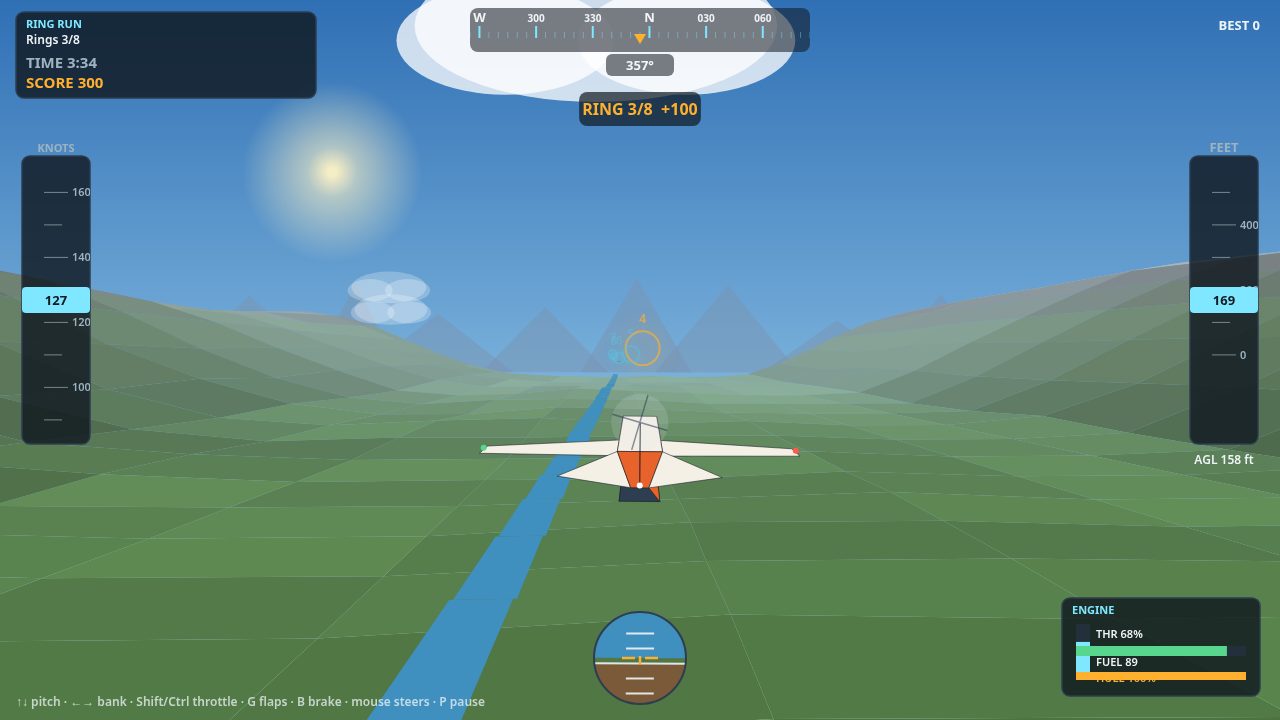 RING RUN
Rings 3/8
TIME 3:34
SCORE 300
W 300 330 N 030 060
357°
RING 3/8 +100
BEST 0
KNOTS
160
140
127
120
100
FEET
400
169
0
AGL 158 ft
4
ENGINE
THR 68%
FUEL 89
↑↓ pitch · ←→ bank · Shift/Ctrl throttle · G flaps · B brake · mouse steers · P pause